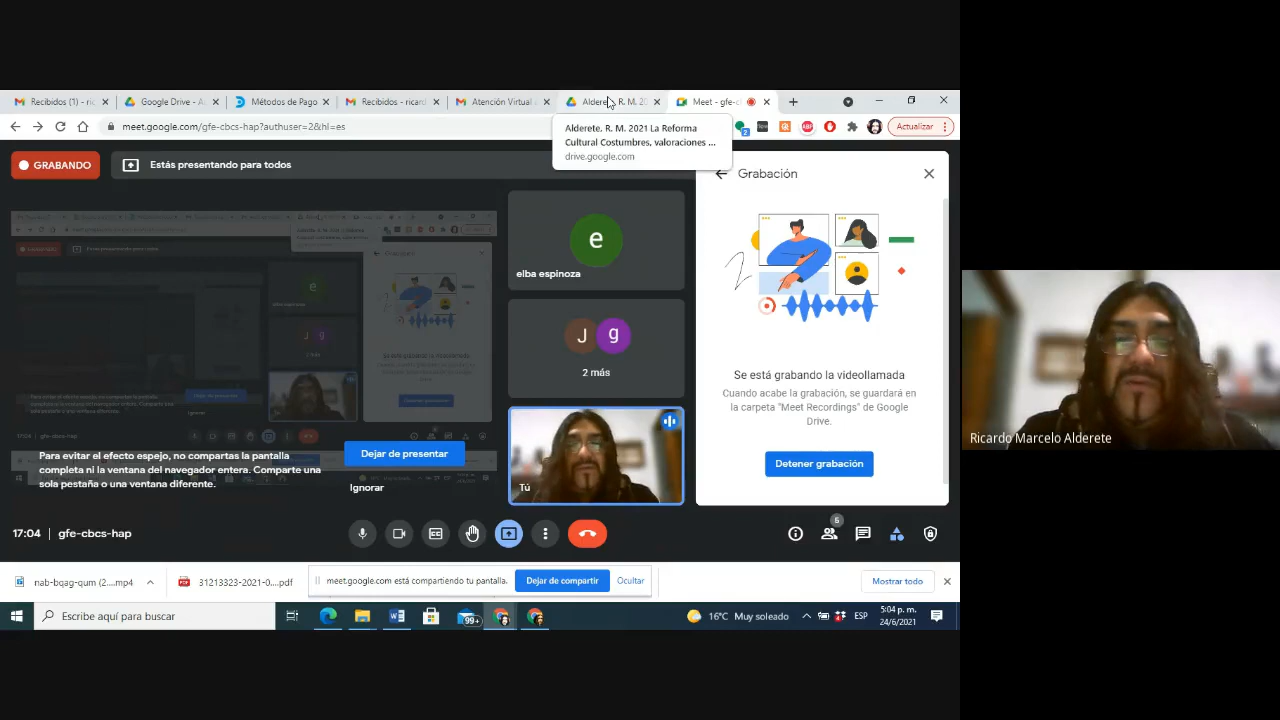 Recibidos (1) - ric
Google Drive - A
Métodos de Pago
Recibidos - ricard
Atención Virtual
Aldere R. M. 20
Meet - gfe-c
meet.google.com/gfe-cbcs-hap?authuser=2&hl=es
Actualizar
Alderete, R. M. 2021 La Reforma
Cultural Costumbres, valoraciones ...
drive.google.com
GRABANDO
Estás presentando para todos
Grabación
e
elba espinoza
J g
2 más
Tú
Se está grabando la videollamada
Cuando acabe la grabación, se guardará en
la carpeta "Meet Recordings" de Google
Drive.
Detener grabación
Para evitar el efecto espejo, no compartas la pantalla
completa ni la ventana del navegador entera. Comparte una
sola pestaña o una ventana diferente.
Dejar de presentar
Ignorar
Ricardo Marcelo Alderete
17:04 | gfe-cbcs-hap
nab-bqag-qum (2....mp4
31213323-2021-0....pdf
meet.google.com está compartiendo tu pantalla.
Dejar de compartir
Ocultar
Mostrar todo
Escribe aquí para buscar
99+
16°C Muy soleado
ESP
5:04 p. m.
24/6/2021